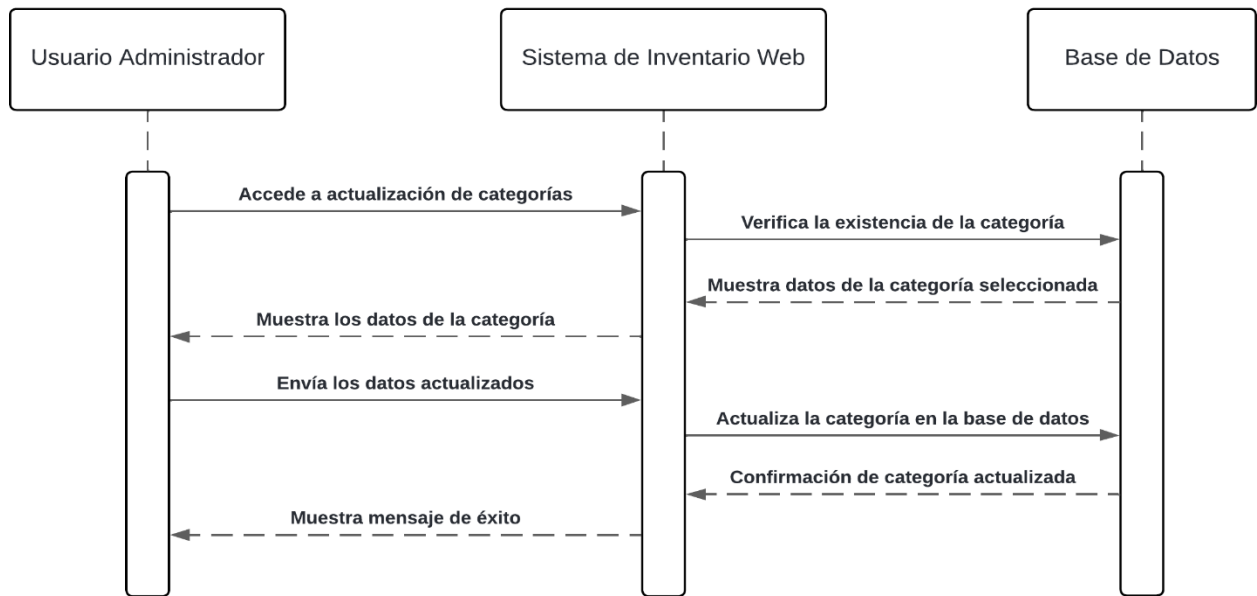 Usuario Administrador
Sistema de Inventario Web
Base de Datos
Accede a actualización de categorías
Verifica la existencia de la categoría
Muestra datos de la categoría seleccionada
Muestra los datos de la categoría
Envía los datos actualizados
Actualiza la categoría en la base de datos
Confirmación de categoría actualizada
Muestra mensaje de éxito